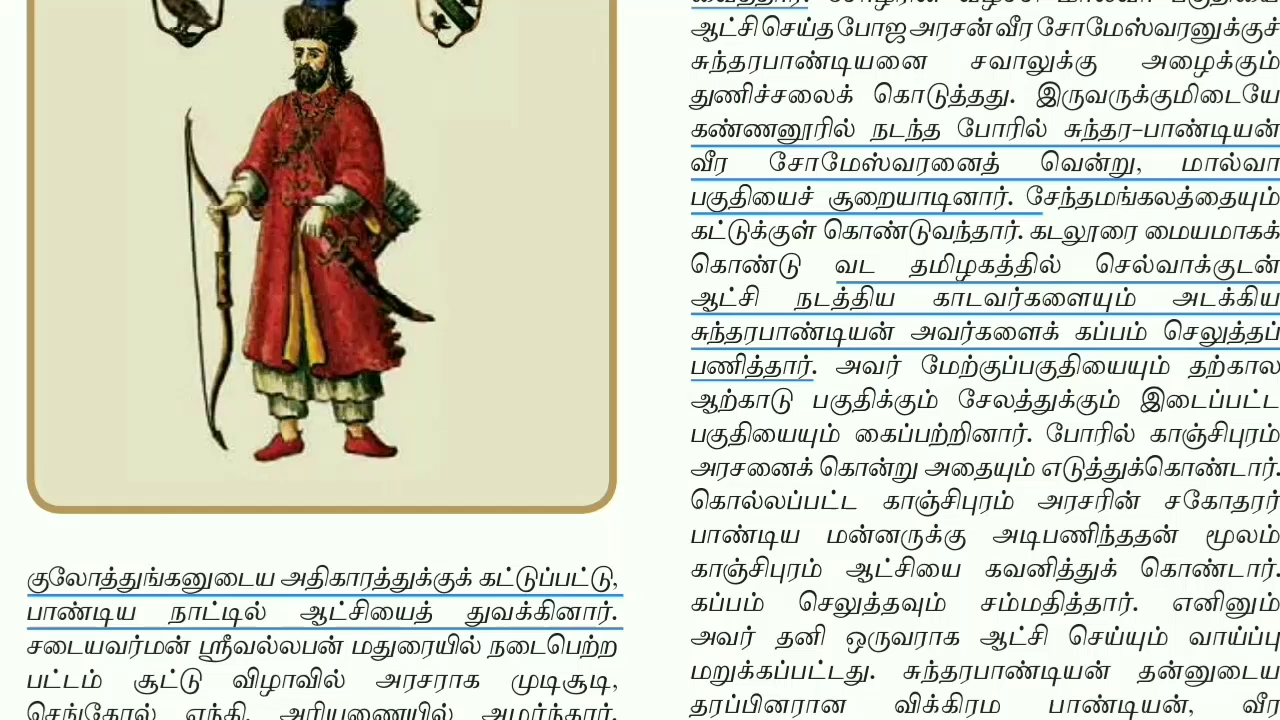 குலோத்துங்கனுடைய அதிகாரத்துக்குக் கட்டுப்பட்டு,
பாண்டிய நாட்டில் ஆட்சியைத் துவக்கினார்.
சடையவர்மன் ஸ்ரீவல்லபன் மதுரையில் நடைபெற்ற
பட்டம் சூட்டு விழாவில் அரசராக முடிசூடி,
செங்கோல் ஏந்தி, அரியணையில் அமர்ந்தார்.
ஆட்சி செய்த போஜ அரசன் வீர சோமேஸ்வரனுக்குச்
சுந்தரபாண்டியனை சவாலுக்கு அழைக்கும்
துணிச்சலைக் கொடுத்தது. இருவருக்குமிடையே
கண்ணனூரில் நடந்த போரில் சுந்தர-பாண்டியன்
வீர சோமேஸ்வரனைத் வென்று, மால்வா
பகுதியைச் சூறையாடினார். சேந்தமங்கலத்தையும்
கட்டுக்குள் கொண்டுவந்தார். கடலூரை மையமாகக்
கொண்டு வட தமிழகத்தில் செல்வாக்குடன்
ஆட்சி நடத்திய காடவர்களையும் அடக்கிய
சுந்தரபாண்டியன் அவர்களைக் கப்பம் செலுத்தப்
பணித்தார். அவர் மேற்குப்பகுதியையும் தற்கால
ஆற்காடு பகுதிக்கும் சேலத்துக்கும் இடைப்பட்ட
பகுதியையும் கைப்பற்றினார். போரில் காஞ்சிபுரம்
அரசனைக் கொன்று அதையும் எடுத்துக்கொண்டார்.
கொல்லப்பட்ட காஞ்சிபுரம் அரசரின் சகோதரர்
பாண்டிய மன்னருக்கு அடிபணிந்ததன் மூலம்
காஞ்சிபுரம் ஆட்சியை கவனித்துக் கொண்டார்.
கப்பம் செலுத்தவும் சம்மதித்தார். எனினும்
அவர் தனி ஒருவராக ஆட்சி செய்யும் வாய்ப்பு
மறுக்கப்பட்டது. சுந்தரபாண்டியன் தன்னுடைய
தரப்பினரான விக்கிரம பாண்டியன், வீர